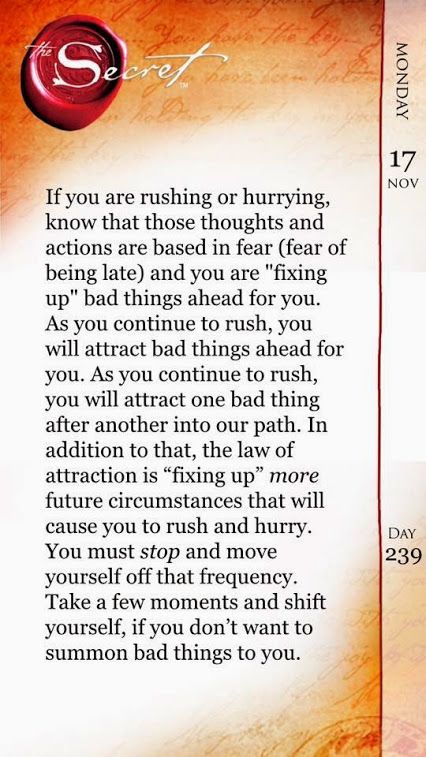 the Secret™
MONDAY
17
NOV
If you are rushing or hurrying,
know that those thoughts and
actions are based in fear (fear of
being late) and you are "fixing
up" bad things ahead for you.
As you continue to rush, you
will attract bad things ahead for
you. As you continue to rush,
you will attract one bad thing
after another into our path. In
addition to that, the law of
attraction is “fixing up” more
future circumstances that will
cause you to rush and hurry.
You must stop and move
yourself off that frequency.
Take a few moments and shift
yourself, if you don’t want to
summon bad things to you.
DAY
239